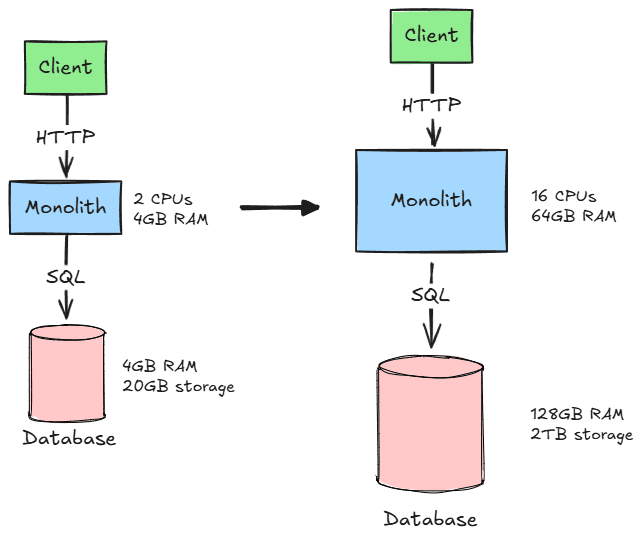 Client
HTTP
Monolith
2 CPUs
4GB RAM
SQL
4GB RAM
20GB storage
Database
Client
HTTP
Monolith
16 CPUs
64GB RAM
SQL
128GB RAM
2TB storage
Database